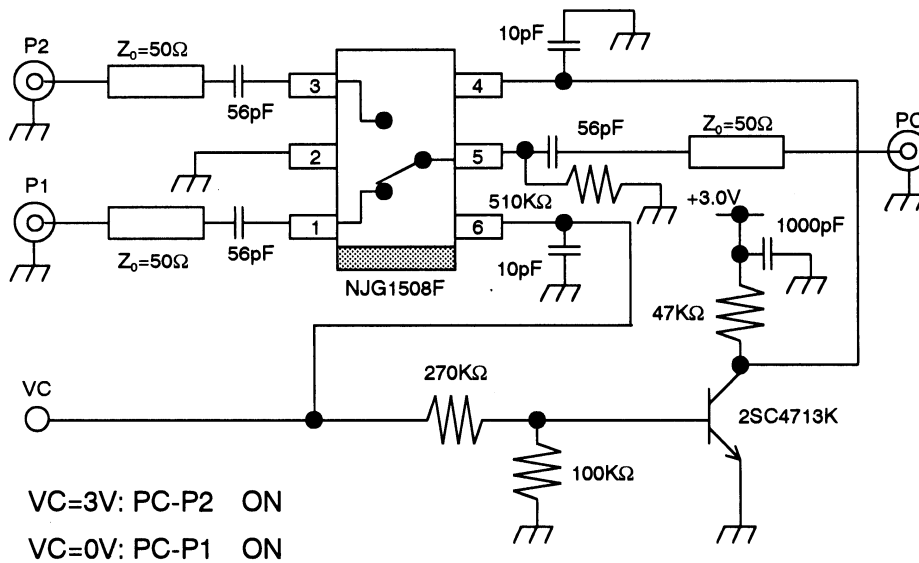 P2
Z₀=50Ω
56pF
3
4
10pF
2
5
56pF
Z₀=50Ω
PC
P1
Z₀=50Ω
56pF
1
6
510KΩ
10pF
NJG1508F
+3.0V
1000pF
47KΩ
VC
270KΩ
100KΩ
2SC4713K
VC=3V: PC-P2 ON
VC=0V: PC-P1 ON